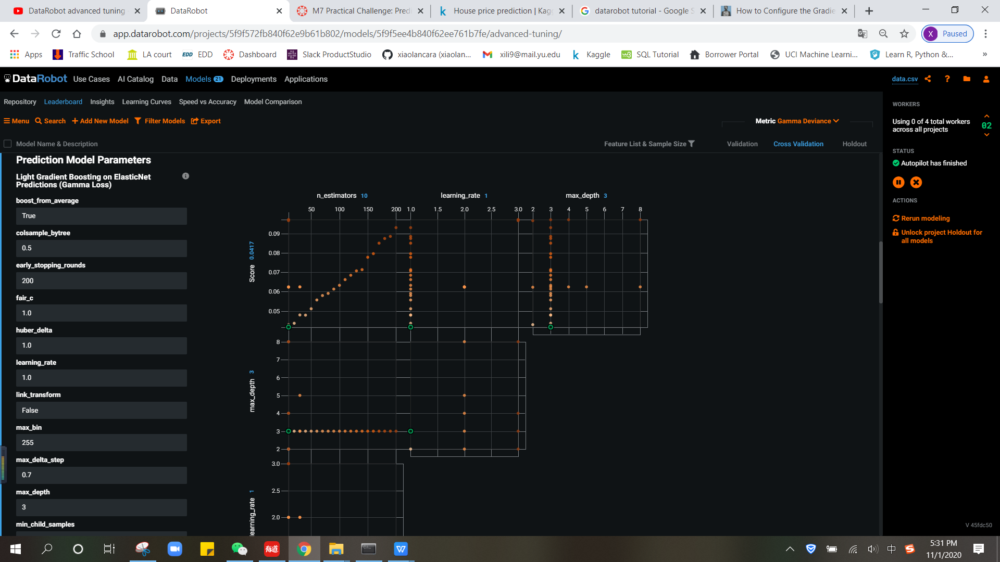 DataRobot advanced tuning
DataRobot
M7 Practical Challenge: Predi
House price prediction | Kagg
datarobot tutorial - Google S
How to Configure the Gradie
app.datarobot.com/projects/5f9f572fb840f62e9b61b802/models/5f9f5ee4b840f62ee761b7fe/advanced-tuning/
X Paused
Apps
Traffic School
LA court
EDD EDD
Dashboard
Slack ProductStudio
xiaolancara (xiaolan...
xili9@mail.yu.edu
k Kaggle
w3 SQL Tutorial
Borrower Portal
UCI Machine Learni...
Learn R, Python &...
»
DataRobot
Use Cases
AI Catalog
Data
Models 21
Deployments
Applications
data.csv
?
Repository
Leaderboard
Insights
Learning Curves
Speed vs Accuracy
Model Comparison
Menu
Search
Add New Model
Filter Models
Export
Metric Gamma Deviance
Model Name & Description
Feature List & Sample Size
Validation
Cross Validation
Holdout
Prediction Model Parameters
Light Gradient Boosting on ElasticNet
Predictions (Gamma Loss)
boost_from_average
True
colsample_bytree
0.5
early_stopping_rounds
200
fair_c
1.0
huber_delta
1.0
learning_rate
1.0
link_transform
False
max_bin
255
max_delta_step
0.7
max_depth
3
min_child_samples
n_estimators 10
learning_rate 1
max_depth 3
50 100 150 200 1.0 1.5 2.0 2.5 3.0 2 3 4 5 6 7 8
Score 0.0417
0.09
0.08
0.07
0.06
0.05
max_depth 3
8
7
6
5
4
3
2
learning_rate 1
3.0
2.5
2.0
WORKERS
Using 0 of 4 total workers
across all projects
02
STATUS
Autopilot has finished
ACTIONS
Rerun modeling
Unlock project Holdout for
all models
V 45fdc50
有道
W
中
S
5:31 PM
11/1/2020